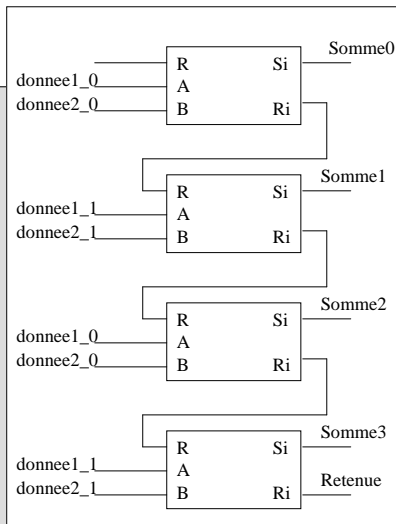 Somme0
R Si
donnee1_0 A
donnee2_0 B Ri
Somme1
R Si
donnee1_1 A
donnee2_1 B Ri
Somme2
R Si
donnee1_0 A
donnee2_0 B Ri
Somme3
R Si
donnee1_1 A
donnee2_1 B Ri Retenue